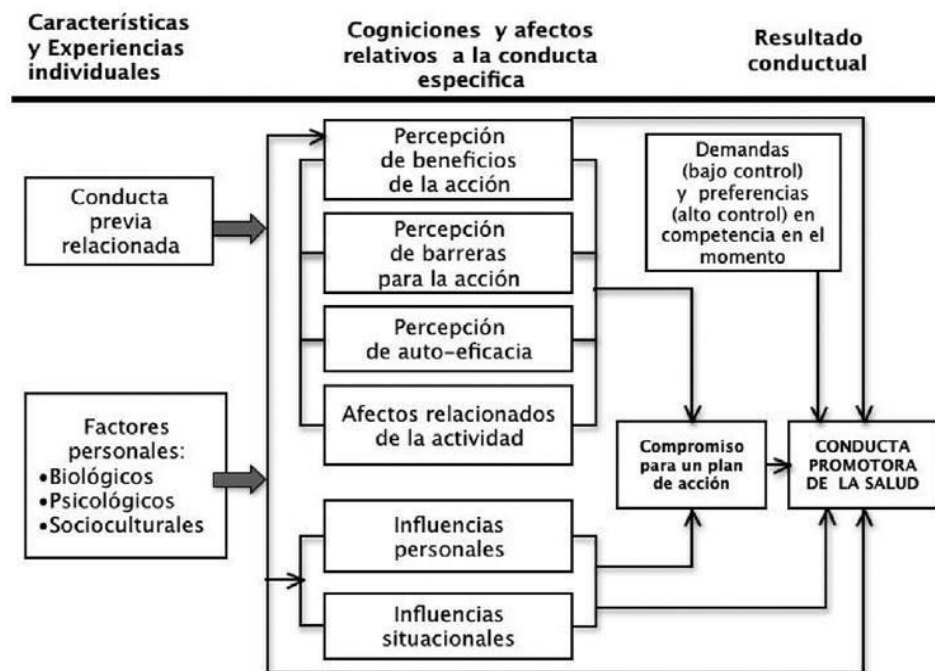 Características
y Experiencias
individuales
Cogniciones y afectos
relativos a la conducta
especifica
Resultado
conductual
Conducta
previa
relacionada
Factores
personales:
•Biológicos
•Psicológicos
•Socioculturales
Percepción
de beneficios
de la acción
Percepción
de barreras
para la acción
Percepción
de auto-eficacia
Afectos relacionados
de la actividad
Influencias
personales
Influencias
situacionales
Demandas
(bajo control)
y preferencias
(alto control) en
competencia en el
momento
Compromiso
para un plan
de acción
CONDUCTA
PROMOTORA
DE LA SALUD